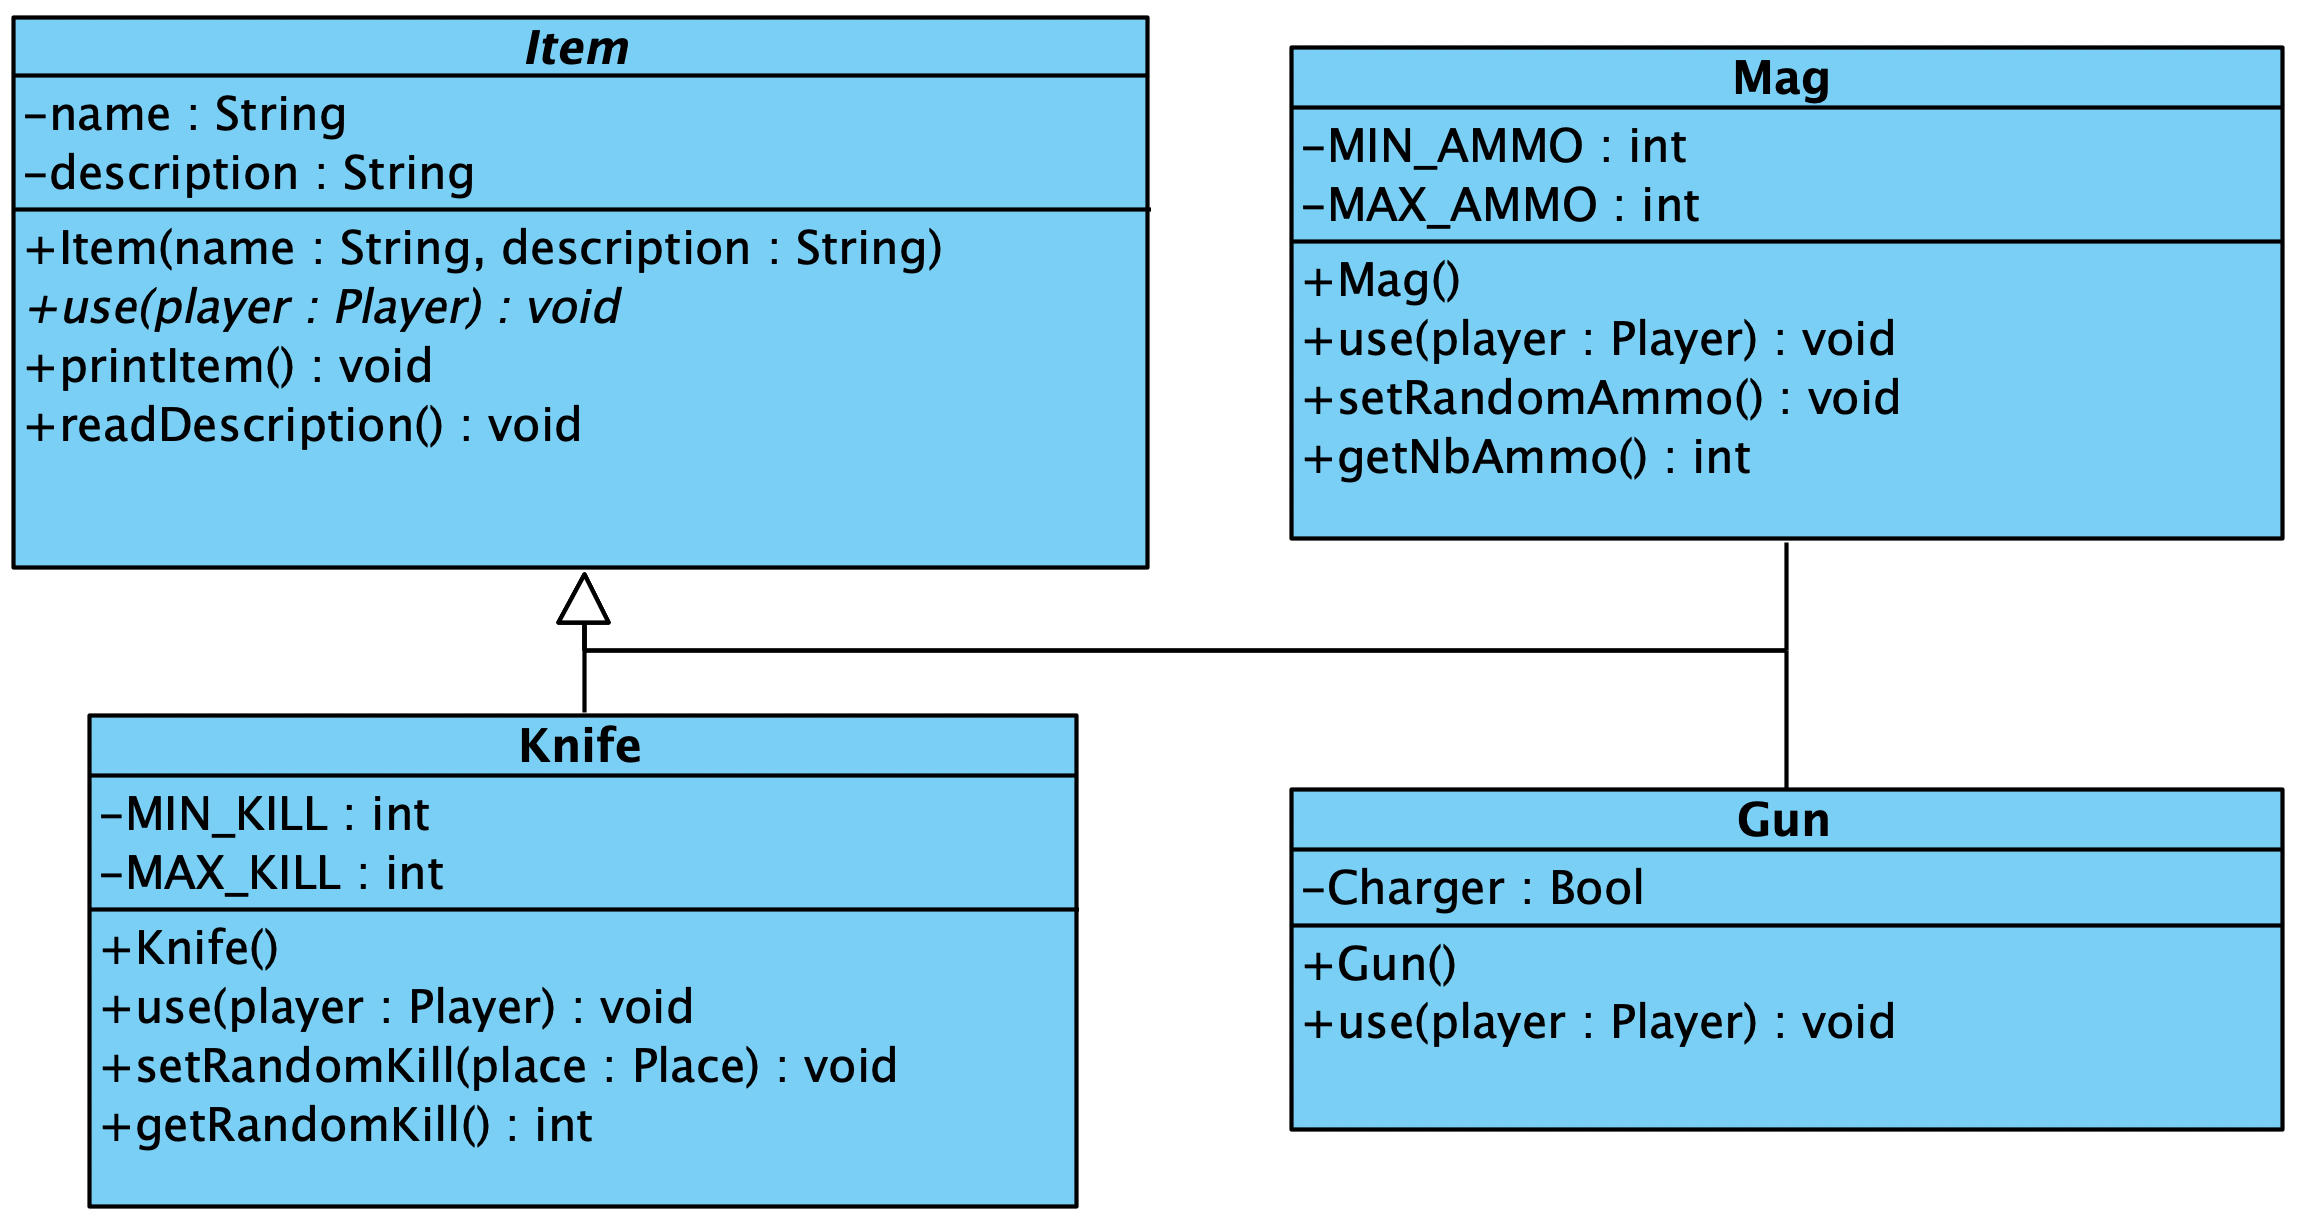 Item
-name : String
-description : String
+Item(name : String, description : String)
+use(player : Player) : void
+printItem() : void
+readDescription() : void
Mag
-MIN_AMMO : int
-MAX_AMMO : int
+Mag()
+use(player : Player) : void
+setRandomAmmo() : void
+getNbAmmo() : int
Knife
-MIN_KILL : int
-MAX_KILL : int
+Knife()
+use(player : Player) : void
+setRandomKill(place : Place) : void
+getRandomKill() : int
Gun
-Charger : Bool
+Gun()
+use(player : Player) : void